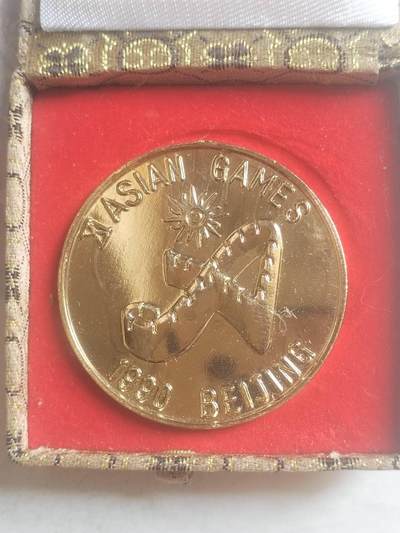 XI ASIAN GAMES
1990 BEIJING